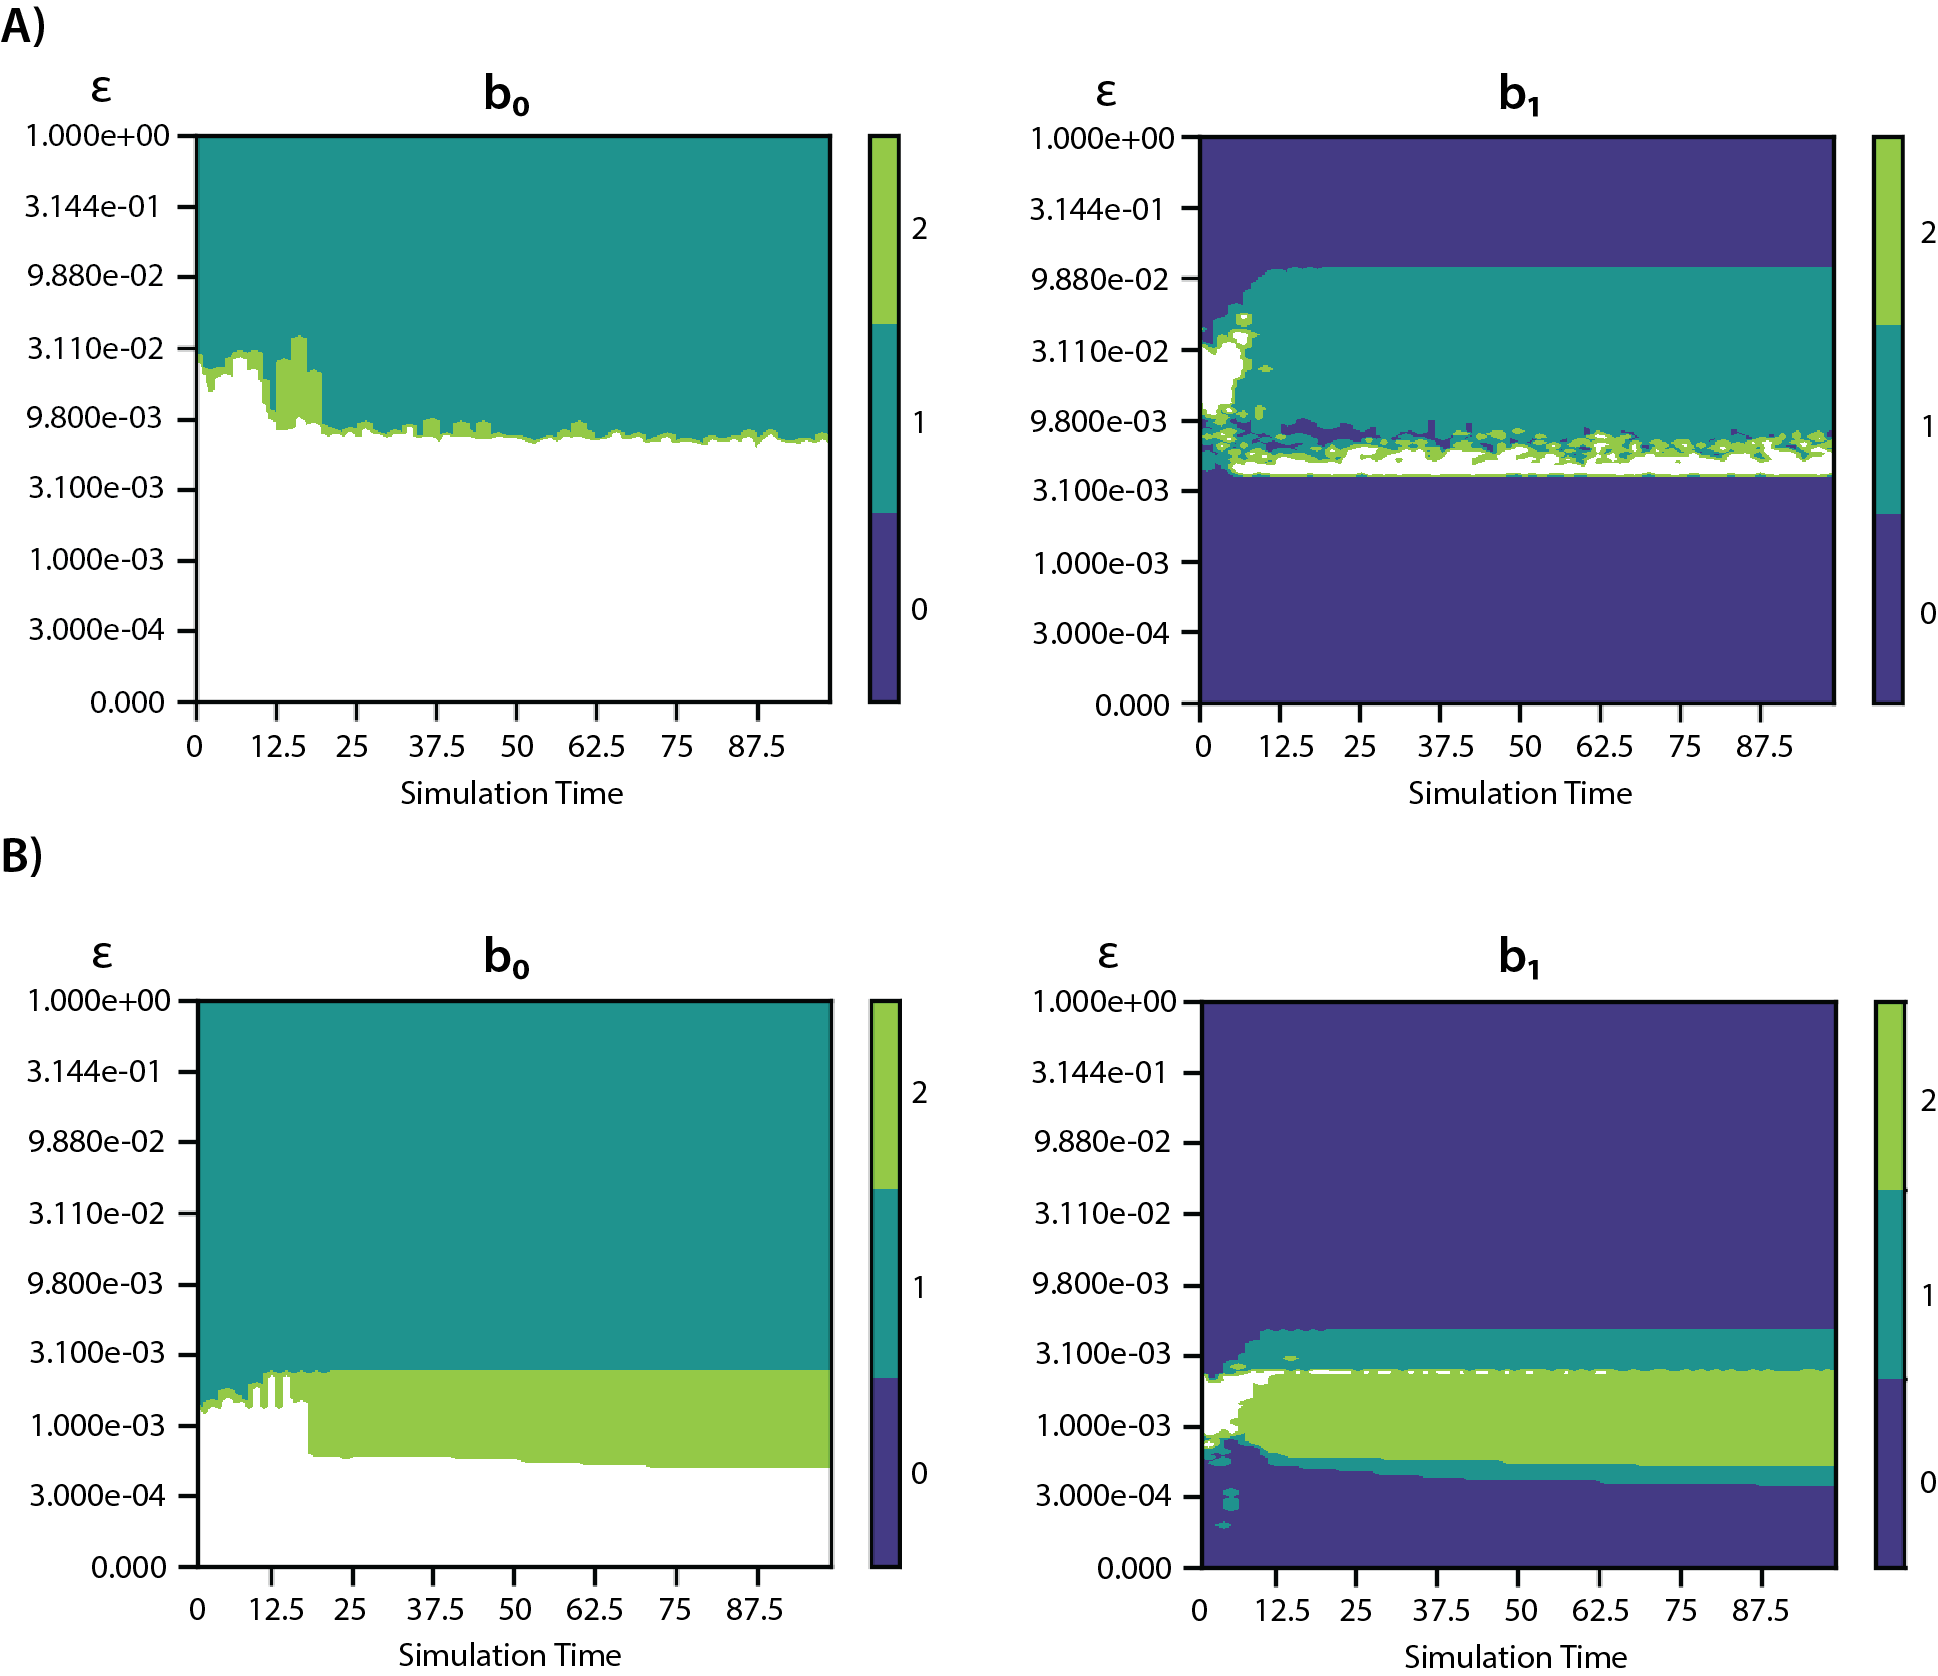 A)
ε b₀
1.000e+00
3.144e-01
9.880e-02
3.110e-02
9.800e-03
3.100e-03
1.000e-03
3.000e-04
0.000
0 12.5 25 37.5 50 62.5 75 87.5
Simulation Time
2
1
0
ε b₁
1.000e+00
3.144e-01
9.880e-02
3.110e-02
9.800e-03
3.100e-03
1.000e-03
3.000e-04
0.000
0 12.5 25 37.5 50 62.5 75 87.5
Simulation Time
2
1
0
B)
ε b₀
1.000e+00
3.144e-01
9.880e-02
3.110e-02
9.800e-03
3.100e-03
1.000e-03
3.000e-04
0.000
0 12.5 25 37.5 50 62.5 75 87.5
Simulation Time
2
1
0
ε b₁
1.000e+00
3.144e-01
9.880e-02
3.110e-02
9.800e-03
3.100e-03
1.000e-03
3.000e-04
0.000
0 12.5 25 37.5 50 62.5 75 87.5
Simulation Time
2
1
0